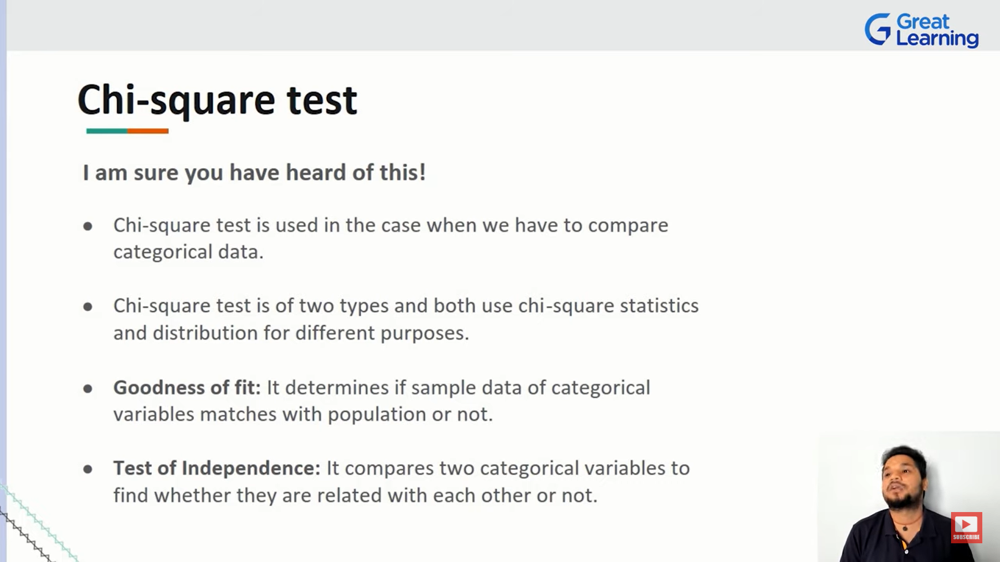 Great
Learning
Chi-square test
I am sure you have heard of this!
● Chi-square test is used in the case when we have to compare
categorical data.
● Chi-square test is of two types and both use chi-square statistics
and distribution for different purposes.
● Goodness of fit: It determines if sample data of categorical
variables matches with population or not.
● Test of Independence: It compares two categorical variables to
find whether they are related with each other or not.
SUBSCRIBE